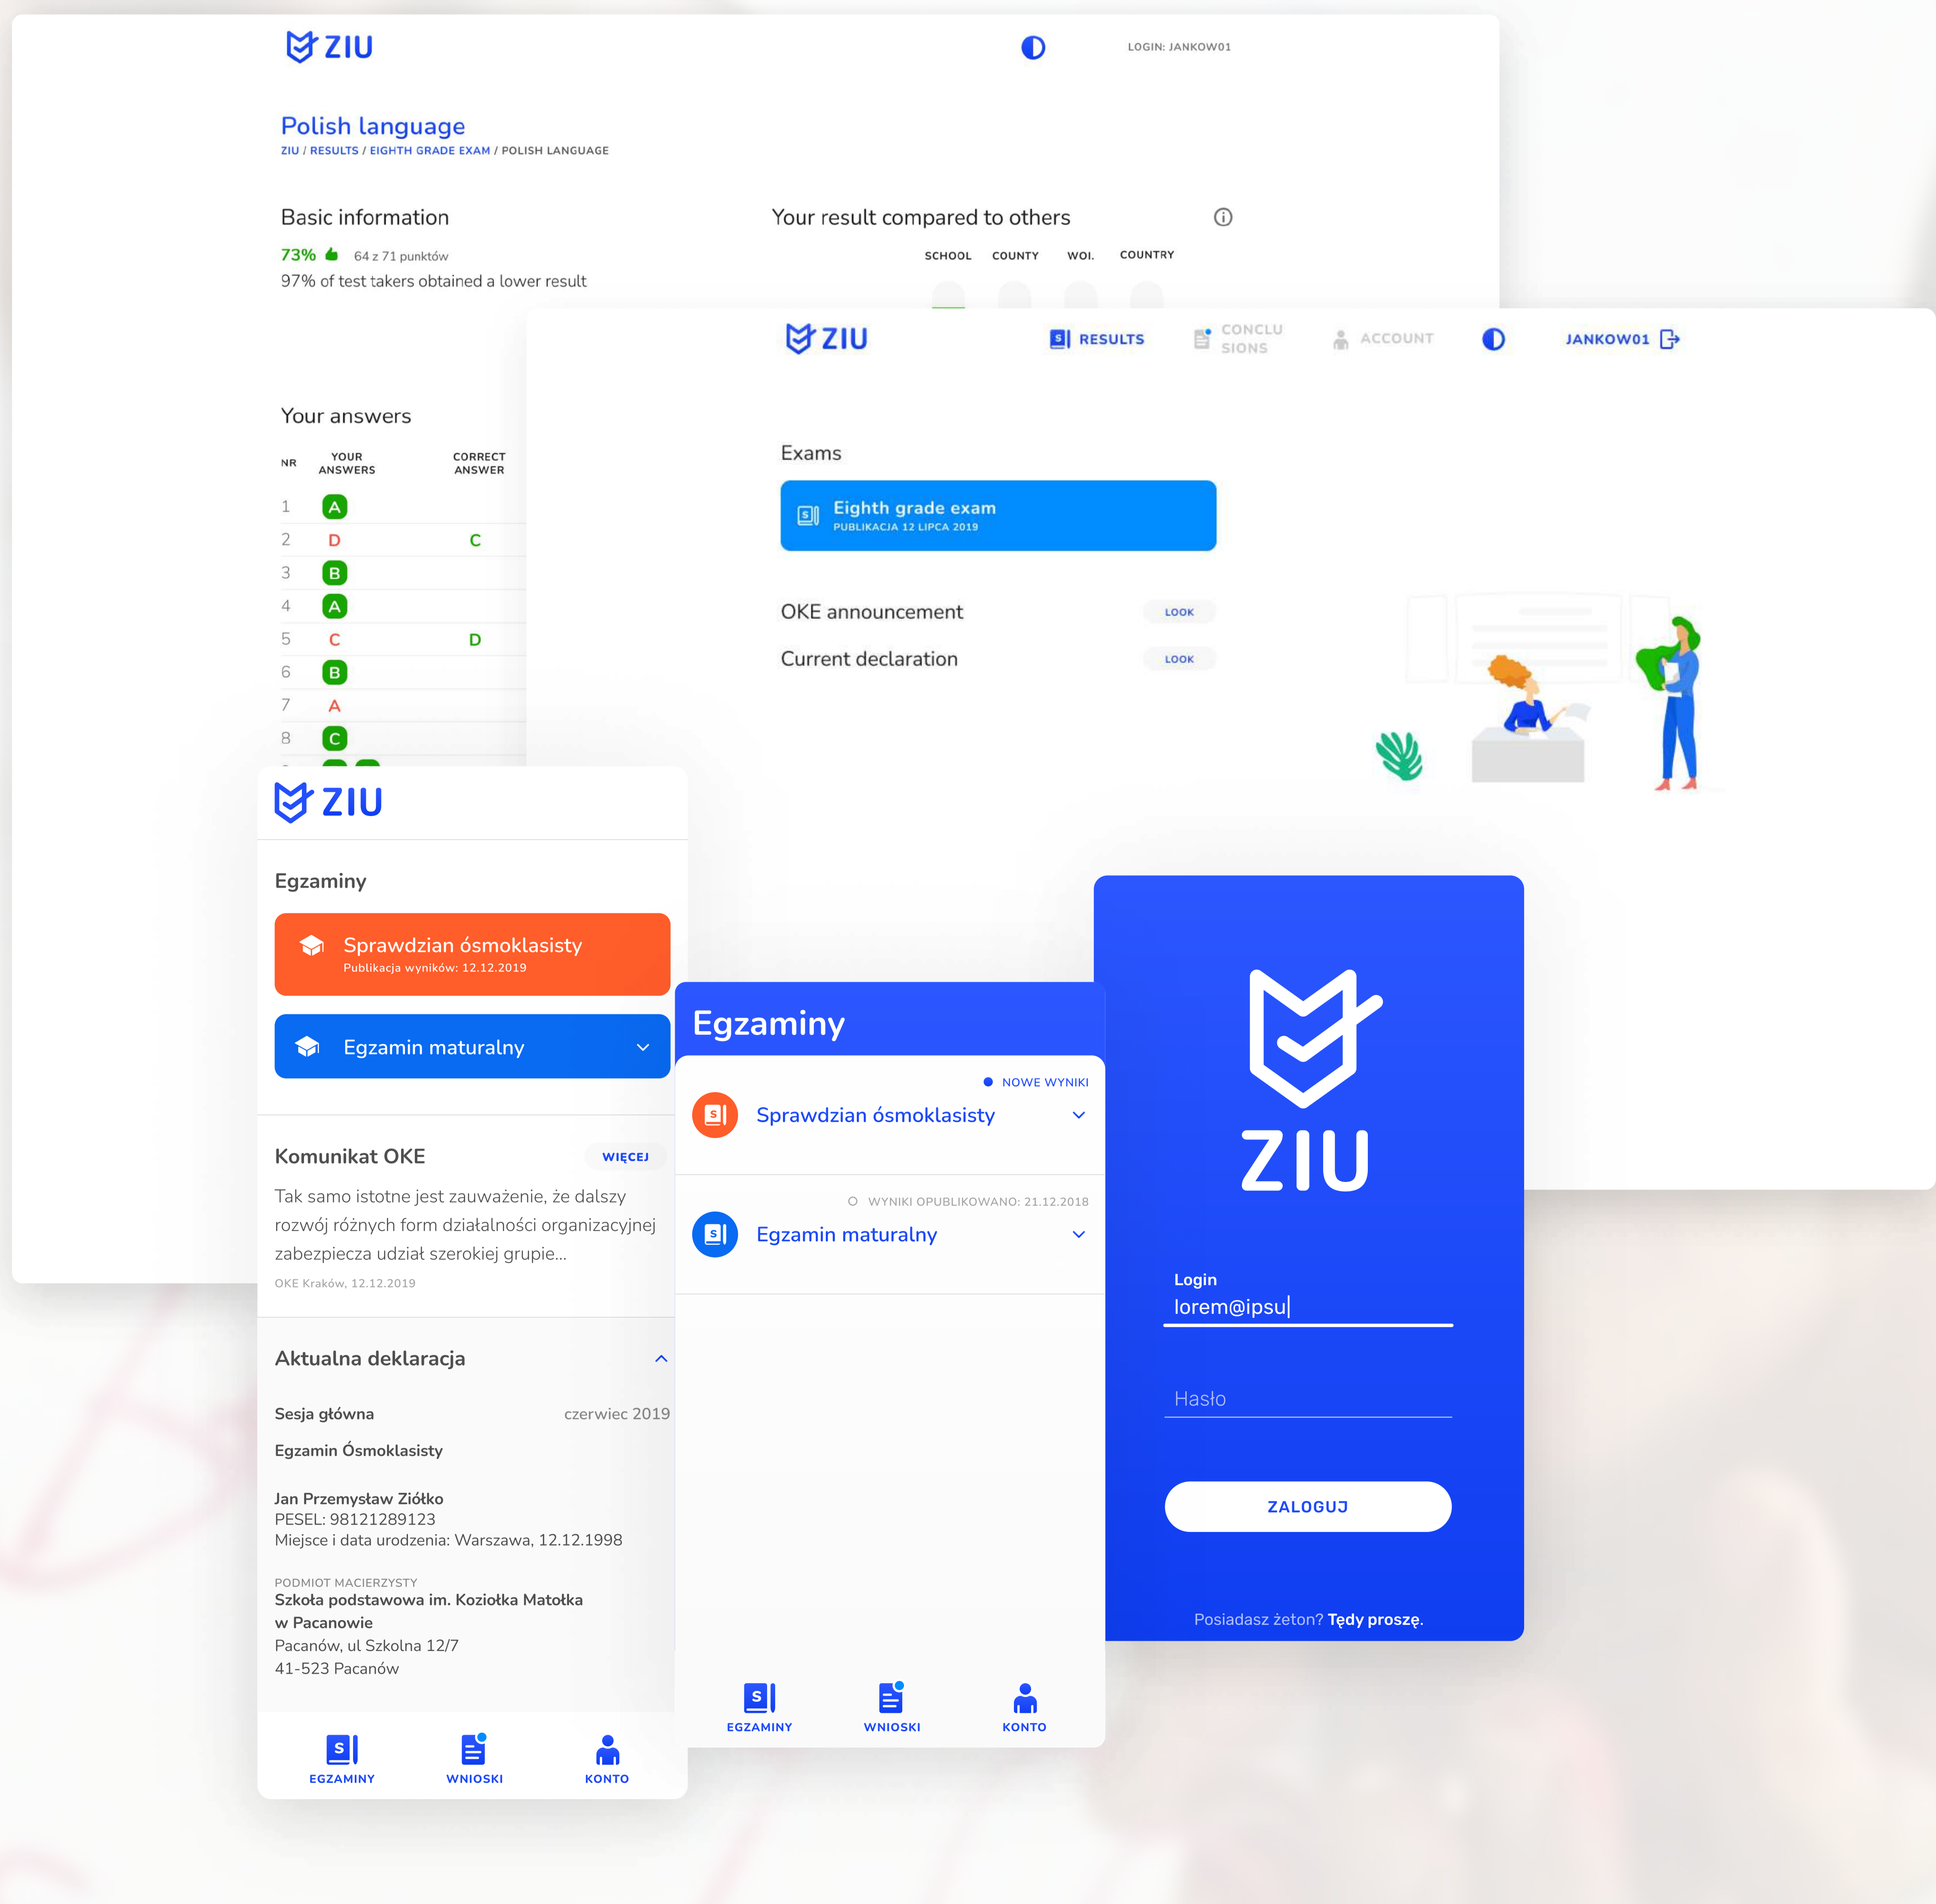 ZIU
LOGIN: JANKOW01
Polish language
ZIU / RESULTS / EIGHTH GRADE EXAM / POLISH LANGUAGE
Basic information
73% 64 z 71 punktów
97% of test takers obtained a lower result
Your result compared to others
SCHOOL COUNTY WOI. COUNTRY
Your answers
NR YOUR ANSWERS CORRECT ANSWER
1 A
2 D C
3 B
4 A
5 C D
6 B
7 A
8 C
ZIU
RESULTS
CONCLU
SIONS
ACCOUNT
JANKOW01
Exams
S
Eighth grade exam
PUBLIKACJA 12 LIPCA 2019
OKE announcement LOOK
Current declaration LOOK
ZIU
Egzaminy
Sprawdzian ósmoklasisty
Publikacja wyników: 12.12.2019
Egzamin maturalny
Komunikat OKE WIĘCEJ
Tak samo istotne jest zauważenie, że dalszy
rozwój różnych form działalności organizacyjnej
zabezpiecza udział szerokiej grupie...
OKE Kraków, 12.12.2019
Aktualna deklaracja
Sesja główna czerwiec 2019
Egzamin Ósmoklasisty
Jan Przemysław Ziółko
PESEL: 98121289123
Miejsce i data urodzenia: Warszawa, 12.12.1998
PODMIOT MACIERZYSTY
Szkoła podstawowa im. Koziołka Matołka
w Pacanowie
Pacanów, ul Szkolna 12/7
41-523 Pacanów
S
EGZAMINY WNIOSKI KONTO
Egzaminy
NOWE WYNIKI
S
Sprawdzian ósmoklasisty
WYNIKI OPUBLIKOWANO: 21.12.2018
S
Egzamin maturalny
S
EGZAMINY WNIOSKI KONTO
ZIU
Login
lorem@ipsu
Hasło
ZALOGUJ
Posiadasz żeton? Tędy proszę.